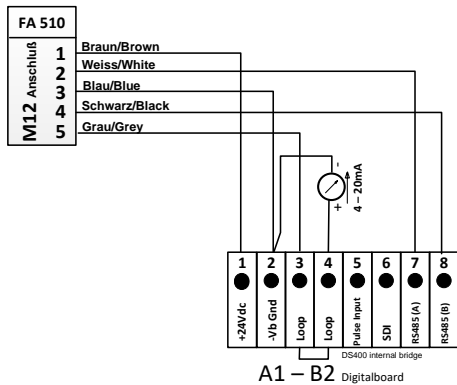 FA 510
M12 Anschluß
1 Braun/Brown
2 Weiss/White
3 Blau/Blue
4 Schwarz/Black
5 Grau/Grey
-
+
4 – 20mA
1 2 3 4 5 6 7 8
+24Vdc
-Vb Gnd
Loop
Loop
Pulse Input
SDI
RS485 (A)
RS485 (B)
DS400 internal bridge
A1 – B2 Digitalboard